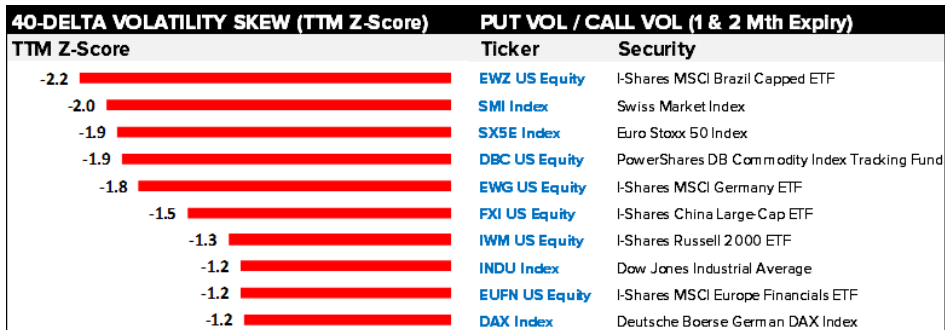 40-DELTA VOLATILITY SKEW (TTM Z-Score) PUT VOL / CALL VOL (1 & 2 Mth Expiry)
TTM Z-Score Ticker Security
-2.2 EWZ US Equity I-Shares MSCI Brazil Capped ETF
-2.0 SMI Index Swiss Market Index
-1.9 SX5E Index Euro Stoxx 50 Index
-1.9 DBC US Equity PowerShares DB Commodity Index Tracking Fund
-1.8 EWG US Equity I-Shares MSCI Germany ETF
-1.5 FXI US Equity I-Shares China Large-Cap ETF
-1.3 IWM US Equity I-Shares Russell 2000 ETF
-1.2 INDU Index Dow Jones Industrial Average
-1.2 EUFN US Equity I-Shares MSCI Europe Financials ETF
-1.2 DAX Index Deutsche Boerse German DAX Index